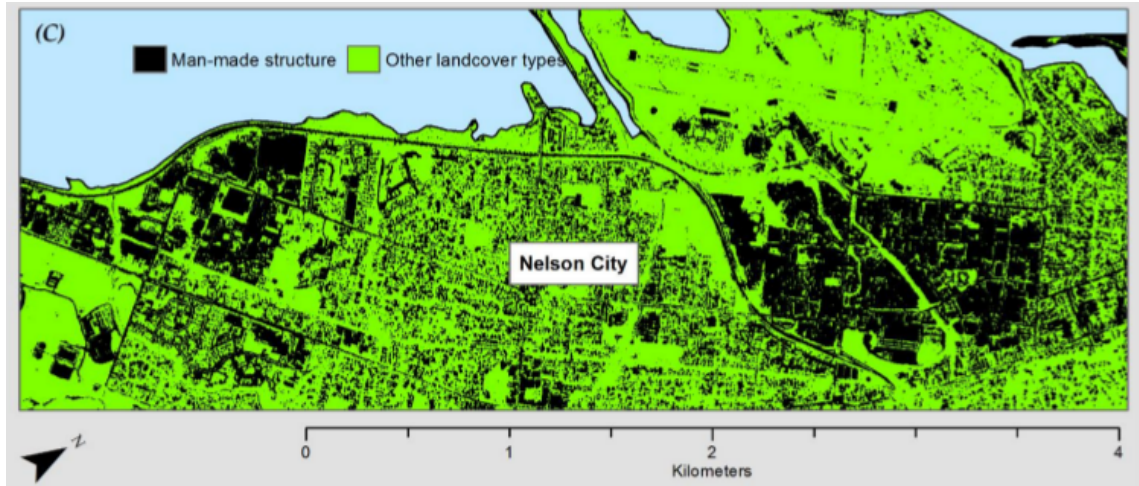 (C)
Man-made structure
Other landcover types
Nelson City
N
0 1 2 4
Kilometers